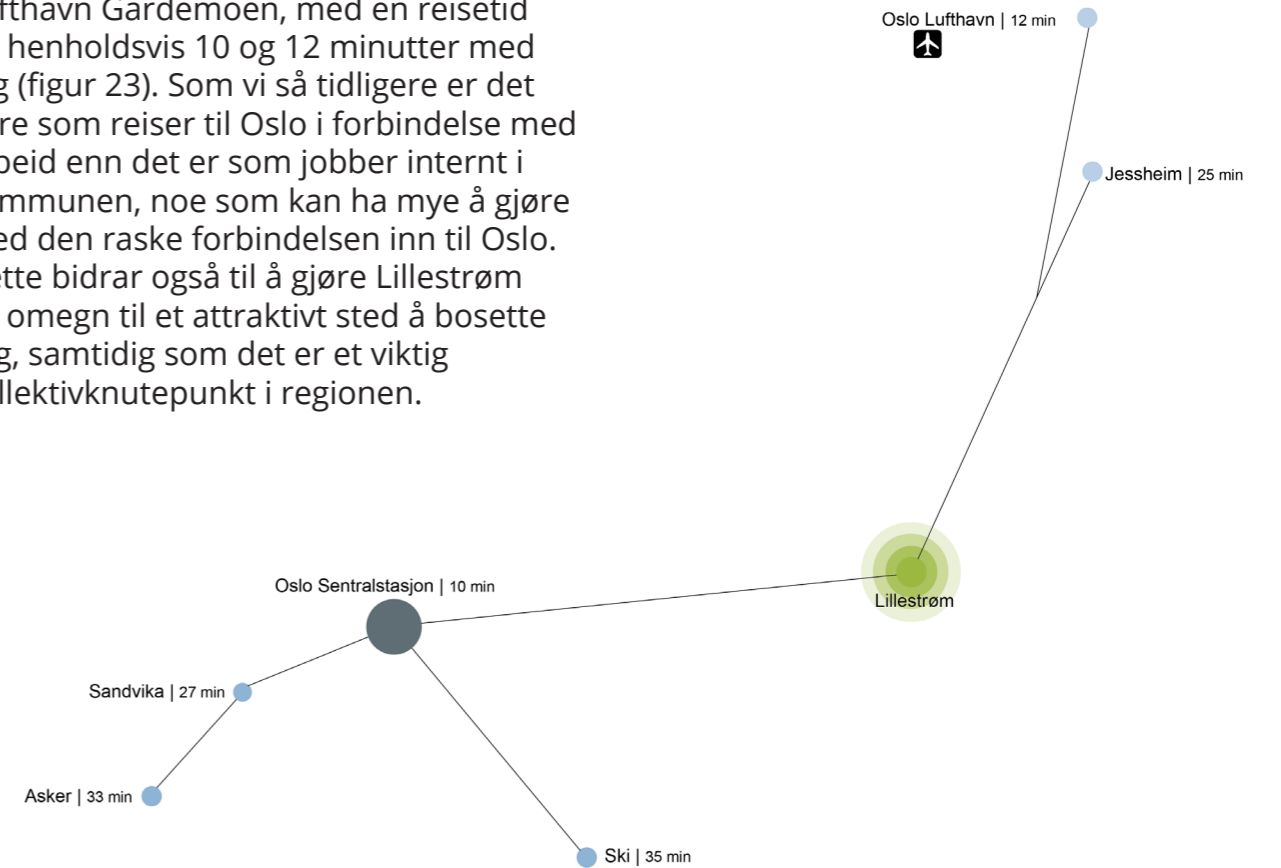 fthavn Gardemoen, med en reisetid
henholdsvis 10 og 12 minutter med
g (figur 23). Som vi så tidligere er det
re som reiser til Oslo i forbindelse med
beid enn det er som jobber internt i
mmunen, noe som kan ha mye å gjøre
ed den raske forbindelsen inn til Oslo.
ette bidrar også til å gjøre Lillestrøm
omegn til et attraktivt sted å bosette
g, samtidig som det er et viktig
llektivknutepunkt i regionen.
Oslo Lufthavn | 12 min
Jessheim | 25 min
Oslo Sentralstasjon | 10 min
Lillestrøm
Sandvika | 27 min
Asker | 33 min
Ski | 35 min